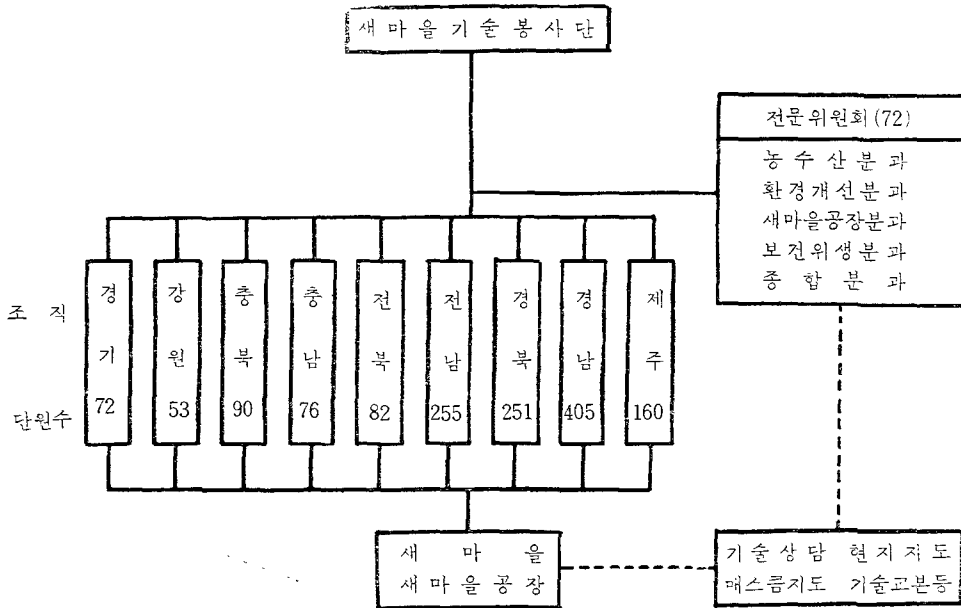 새마을기술봉사단
전문위원회(72)
농수산분과
환경개선분과
새마을공장분과
보건위생분과
종합분과
조직
경기
강원
충북
충남
전북
전남
경북
경남
제주
단원수
72
53
90
76
82
255
251
405
160
새마을
새마을공장
기술상담 현지지도
매스콤지도 기술교본등